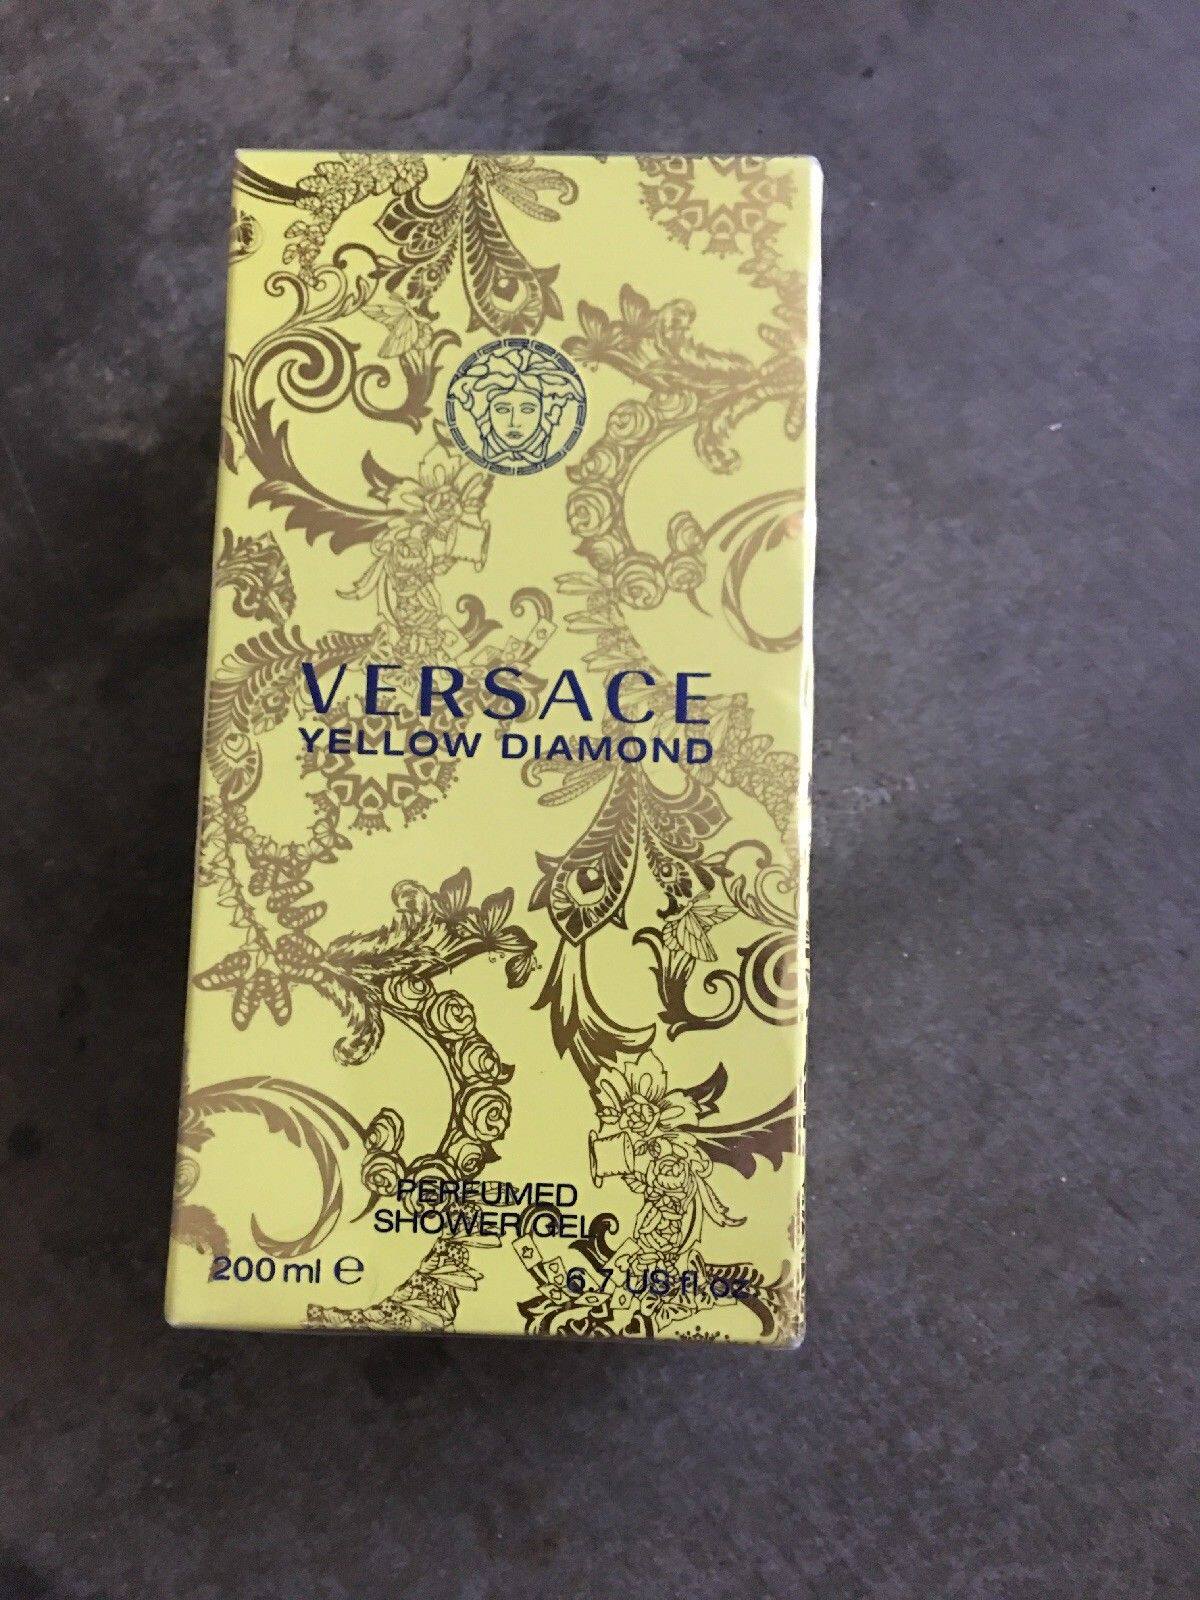 VERSACE
YELLOW DIAMOND
PERFUMED
SHOWER GEL
200 ml ℮
6.7 US fl. oz.